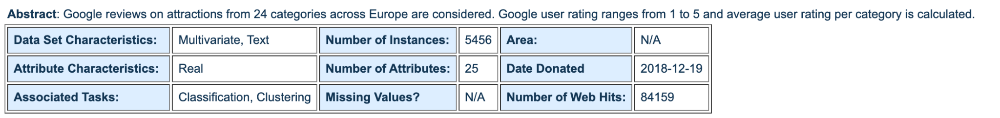 Abstract: Google reviews on attractions from 24 categories across Europe are considered. Google user rating ranges from 1 to 5 and average user rating per category is calculated.
Data Set Characteristics: Multivariate, Text Number of Instances: 5456 Area: N/A
Attribute Characteristics: Real Number of Attributes: 25 Date Donated 2018-12-19
Associated Tasks: Classification, Clustering Missing Values? N/A Number of Web Hits: 84159